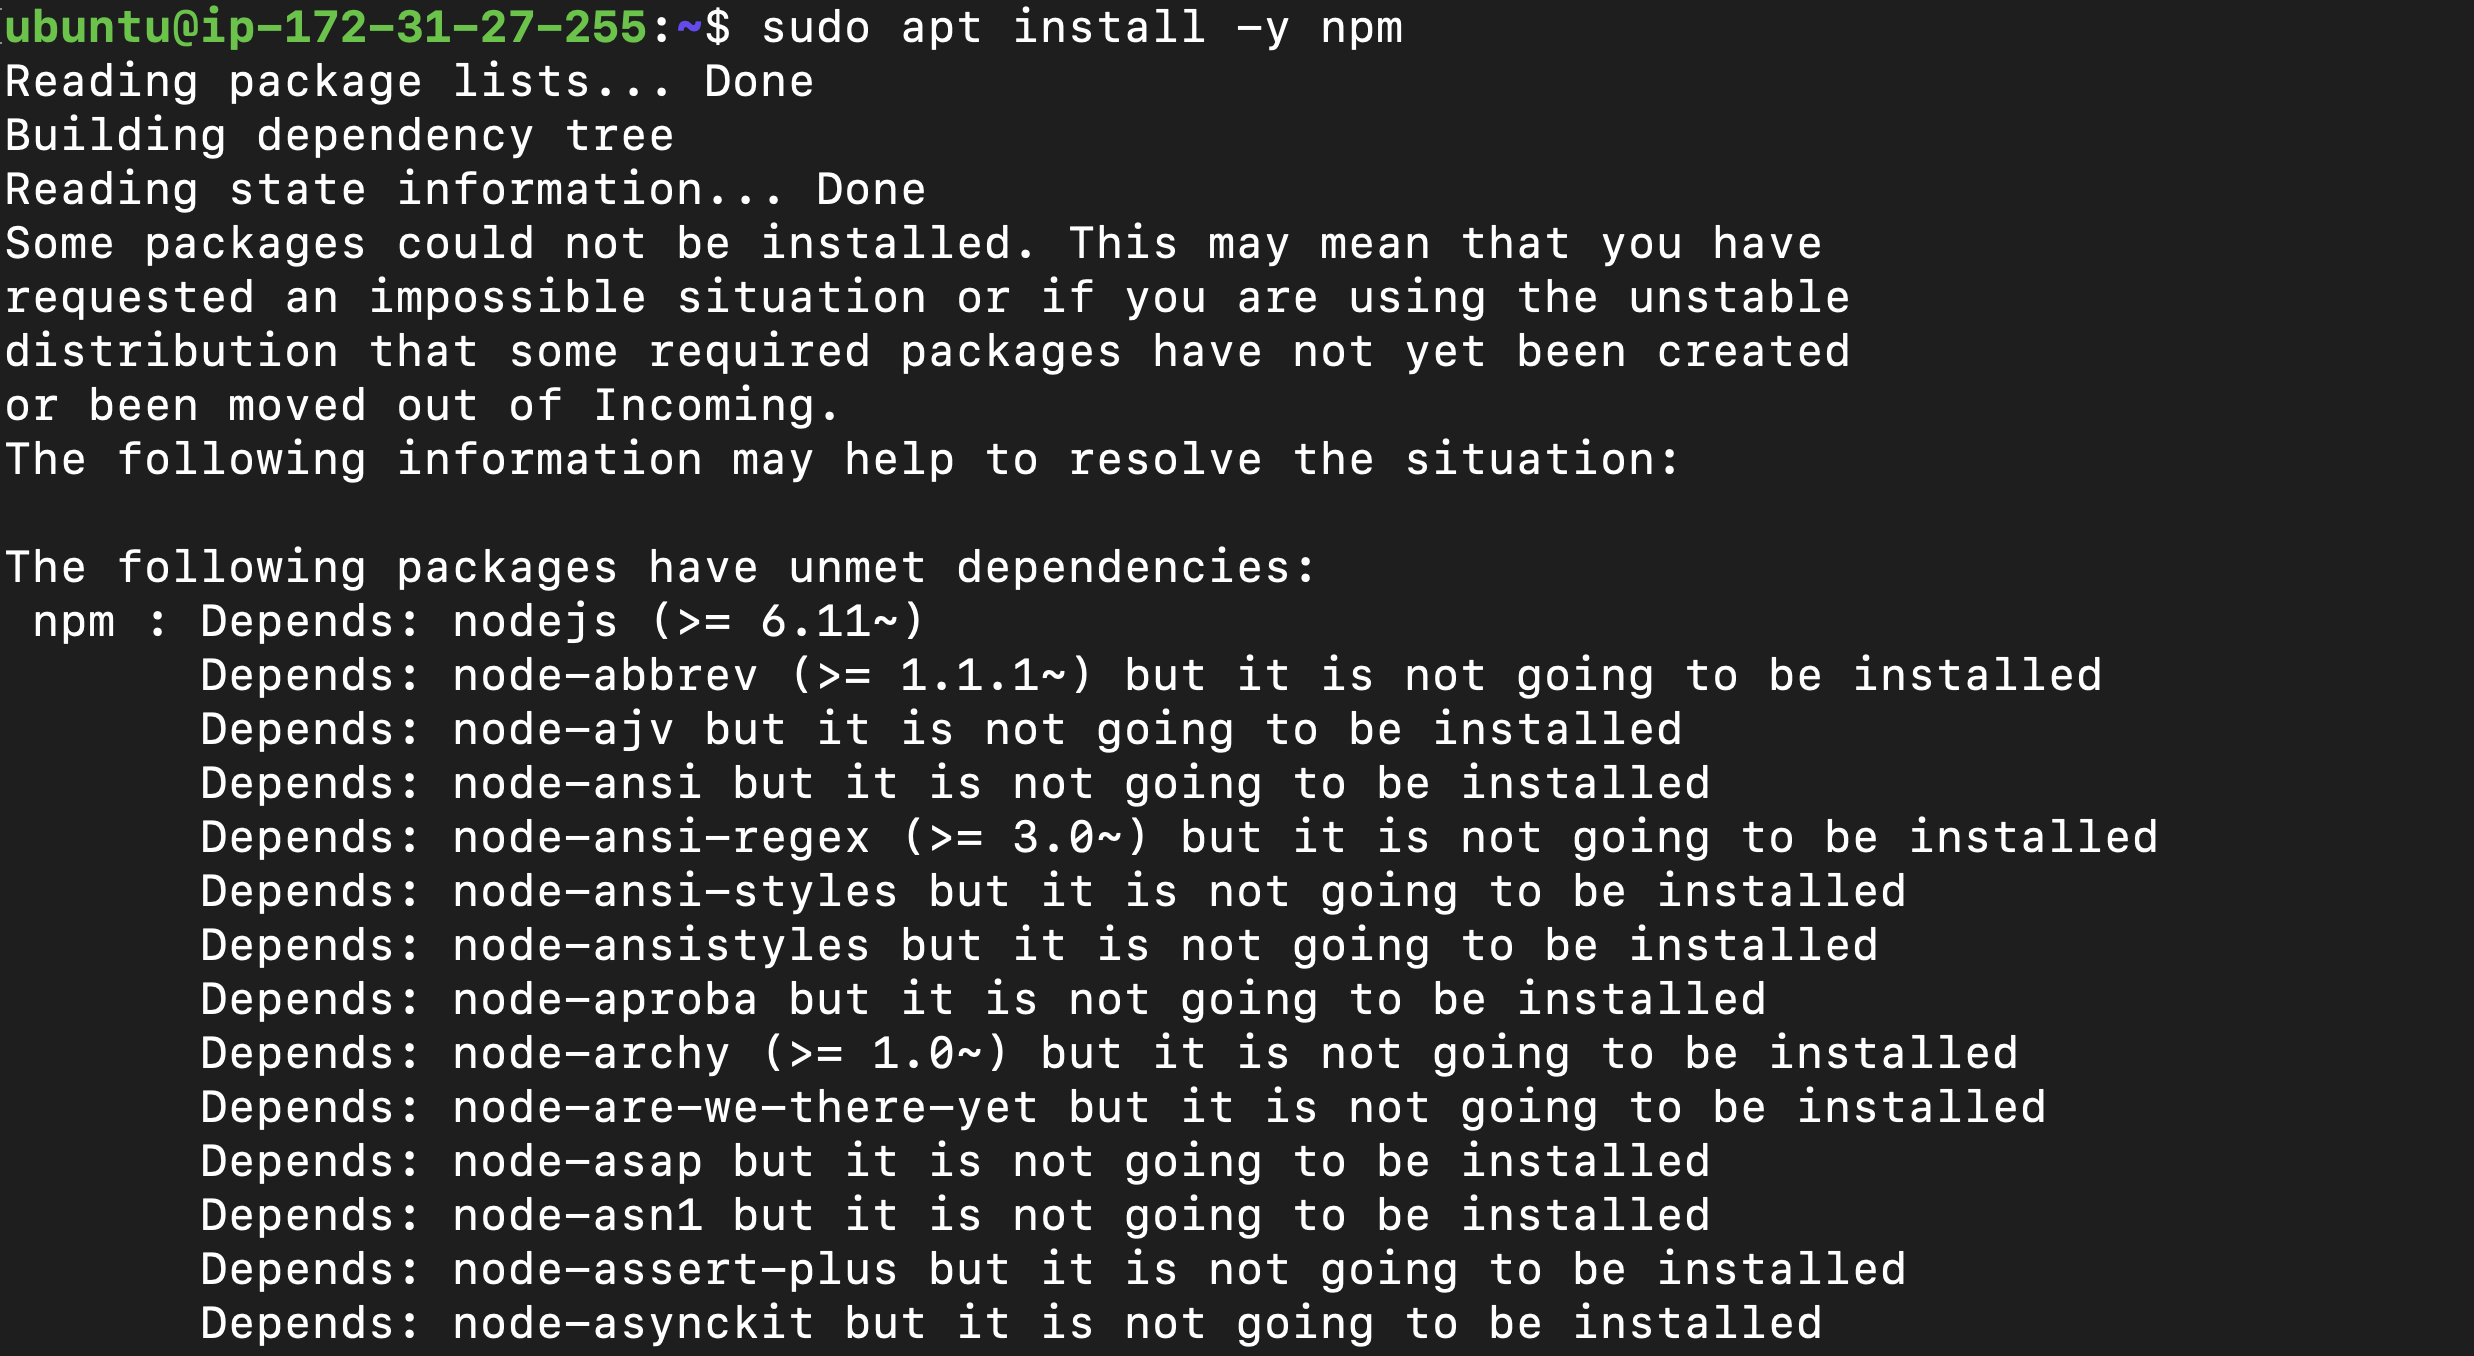 ubuntu@ip-172-31-27-255:~$ sudo apt install -y npm
Reading package lists... Done
Building dependency tree
Reading state information... Done
Some packages could not be installed. This may mean that you have
requested an impossible situation or if you are using the unstable
distribution that some required packages have not yet been created
or been moved out of Incoming.
The following information may help to resolve the situation:

The following packages have unmet dependencies:
 npm : Depends: nodejs (>= 6.11~)
       Depends: node-abbrev (>= 1.1.1~) but it is not going to be installed
       Depends: node-ajv but it is not going to be installed
       Depends: node-ansi but it is not going to be installed
       Depends: node-ansi-regex (>= 3.0~) but it is not going to be installed
       Depends: node-ansi-styles but it is not going to be installed
       Depends: node-ansistyles but it is not going to be installed
       Depends: node-aproba but it is not going to be installed
       Depends: node-archy (>= 1.0~) but it is not going to be installed
       Depends: node-are-we-there-yet but it is not going to be installed
       Depends: node-asap but it is not going to be installed
       Depends: node-asn1 but it is not going to be installed
       Depends: node-assert-plus but it is not going to be installed
       Depends: node-asynckit but it is not going to be installed